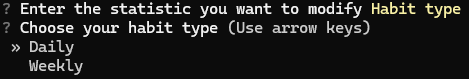 ? Enter the statistic you want to modify Habit type
? Choose your habit type (Use arrow keys)
» Daily
Weekly